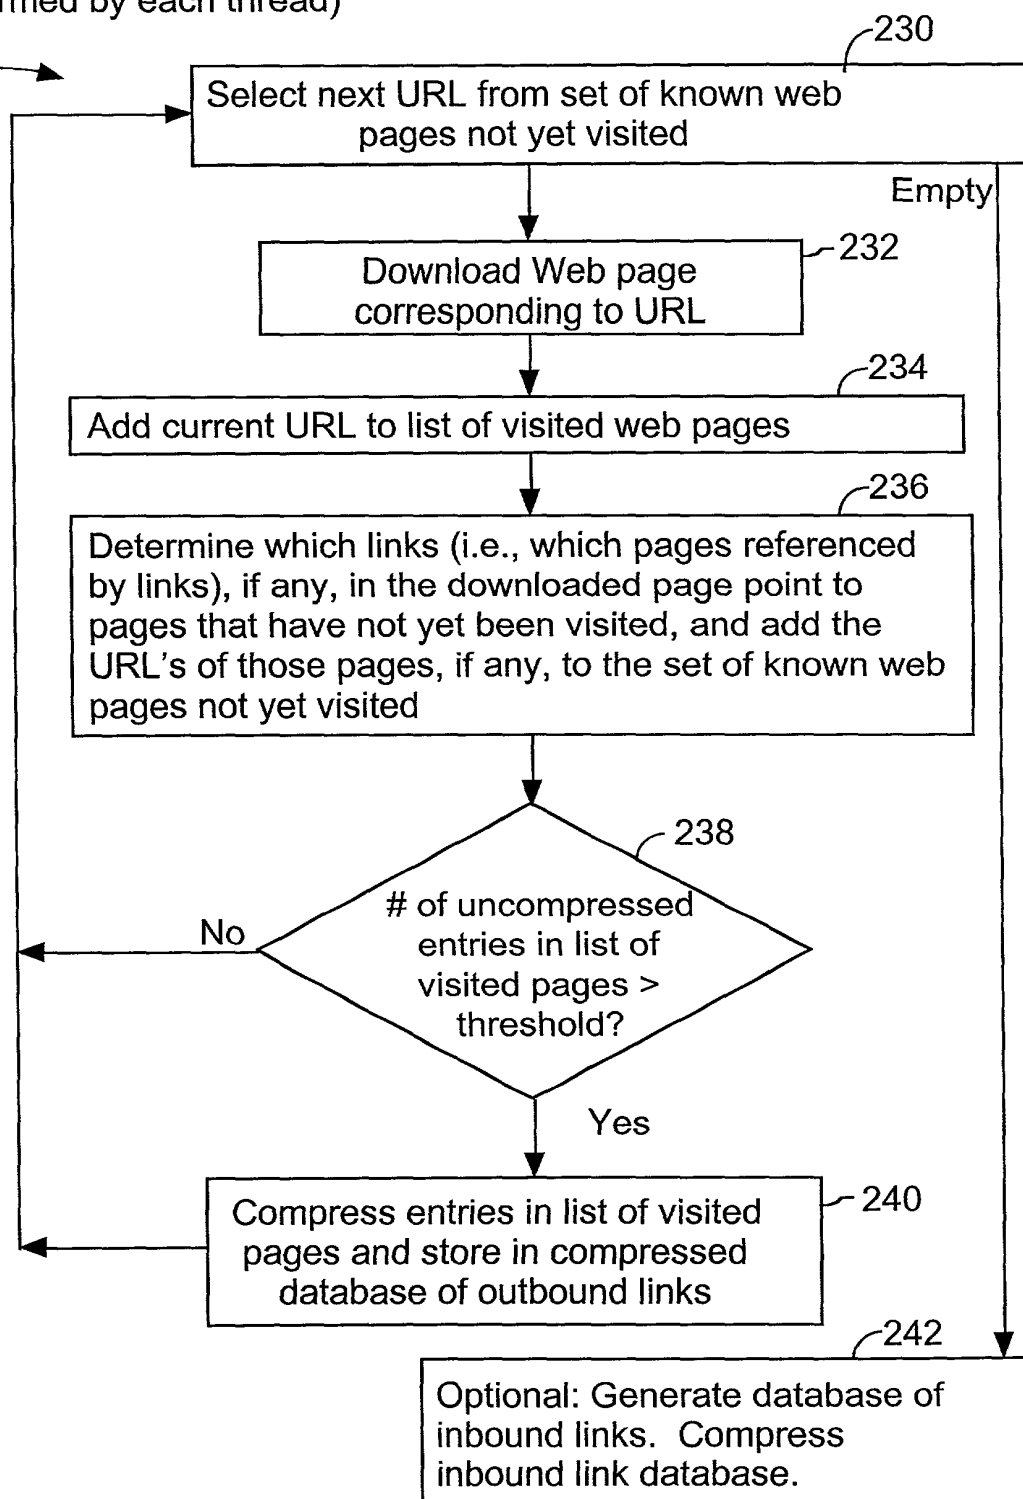 rmed by each thread)
230
Select next URL from set of known web
pages not yet visited
Empty
232
Download Web page
corresponding to URL
234
Add current URL to list of visited web pages
236
Determine which links (i.e., which pages referenced
by links), if any, in the downloaded page point to
pages that have not yet been visited, and add the
URL's of those pages, if any, to the set of known web
pages not yet visited
238
# of uncompressed
entries in list of
visited pages >
threshold?
No
Yes
240
Compress entries in list of visited
pages and store in compressed
database of outbound links
242
Optional: Generate database of
inbound links. Compress
inbound link database.